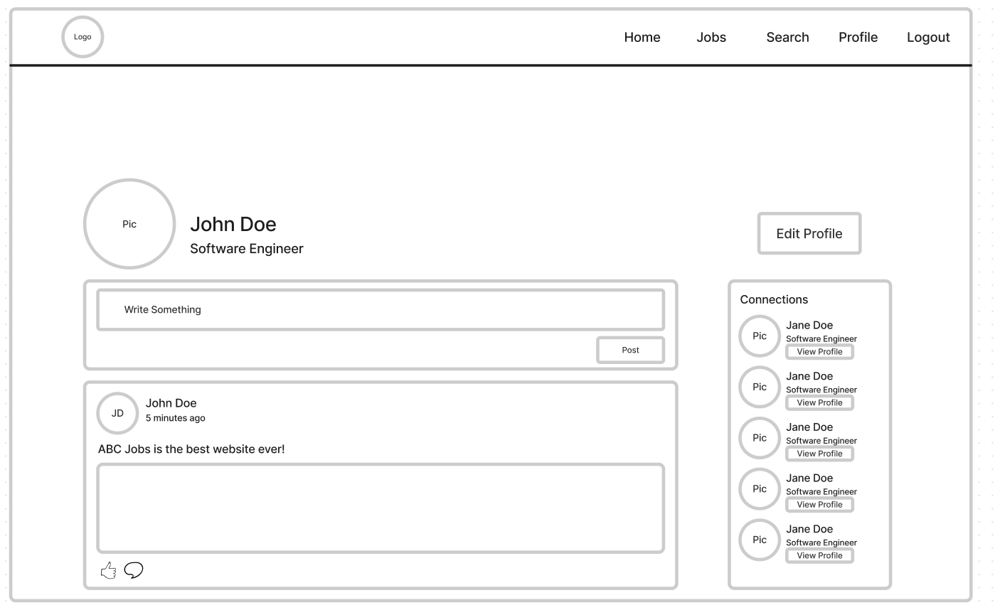 Logo
Home Jobs Search Profile Logout
Pic
John Doe
Software Engineer
Edit Profile
Write Something
Post
JD
John Doe
5 minutes ago
ABC Jobs is the best website ever!
Connections
Pic
Jane Doe
Software Engineer
View Profile
Pic
Jane Doe
Software Engineer
View Profile
Pic
Jane Doe
Software Engineer
View Profile
Pic
Jane Doe
Software Engineer
View Profile
Pic
Jane Doe
Software Engineer
View Profile